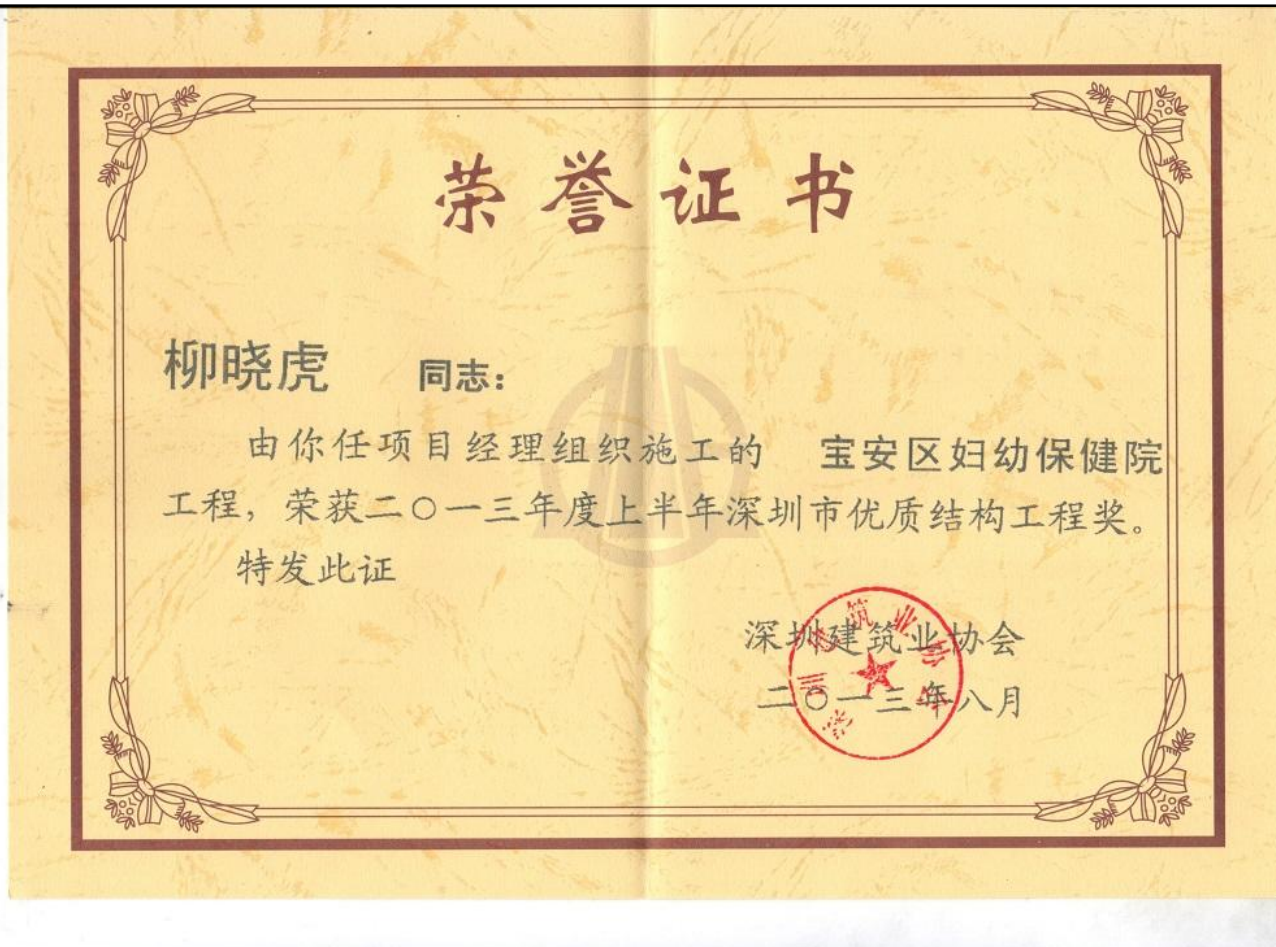 荣誉证书
柳晓虎 同志：
由你任项目经理组织施工的 宝安区妇幼保健院
工程，荣获二〇一三年度上半年深圳市优质结构工程奖。
特发此证
深圳建筑业协会
二〇一三年八月